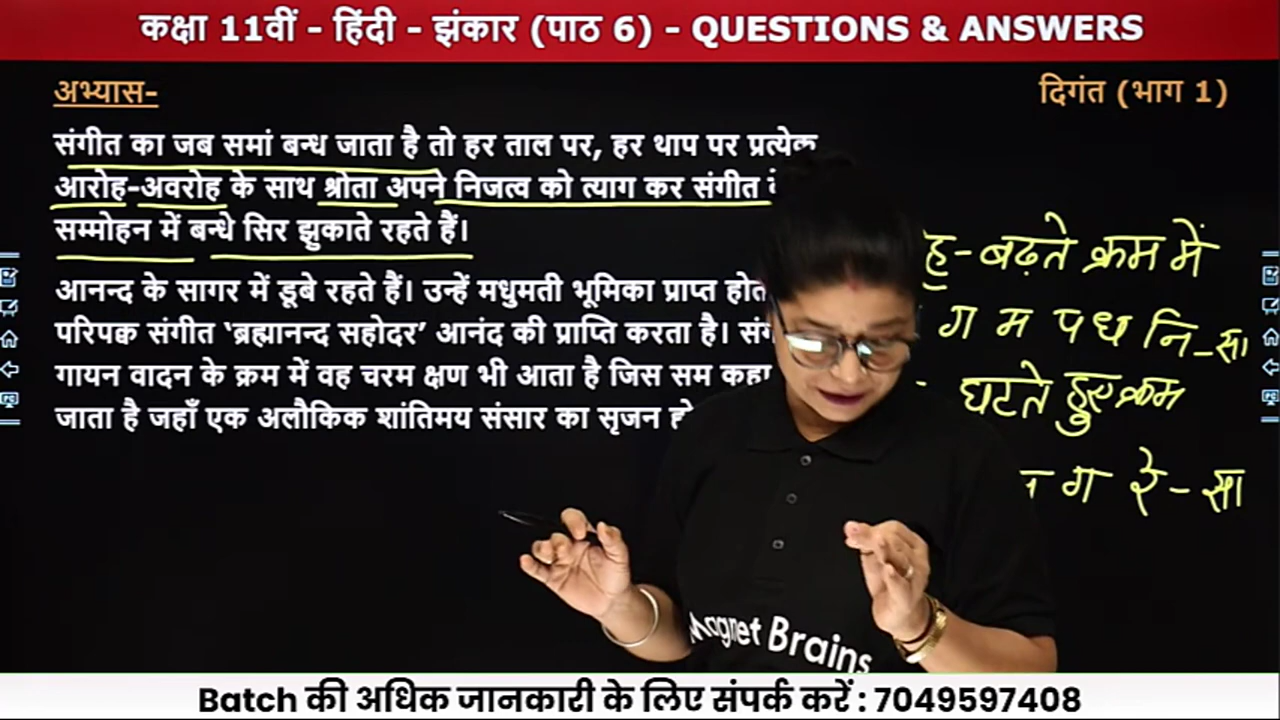 कक्षा 11वीं - हिंदी - झंकार (पाठ 6) - QUESTIONS & ANSWERS
अभ्यास-
दिगंत (भाग 1)
संगीत का जब समां बन्ध जाता है तो हर ताल पर, हर थाप पर प्रत्येक
आरोह-अवरोह के साथ श्रोता अपने निजत्व को त्याग कर संगीत
सम्मोहन में बन्धे सिर झुकाते रहते हैं।
आनन्द के सागर में डूबे रहते हैं। उन्हें मधुमती भूमिका प्राप्त
परिपक्व संगीत ‘ब्रह्मानन्द सहोदर’ आनंद की प्राप्ति करता है।
गायन वादन के क्रम में वह चरम क्षण भी आता है जिस सम कहा
जाता है जहाँ एक अलौकिक शांतिमय संसार का सृजन
ह-बढ़ते क्रम में
ग म प ध नि-सा
घटते हुए क्रम
ग रे-सा
Magnet Brains
Batch की अधिक जानकारी के लिए संपर्क करें : 7049597408